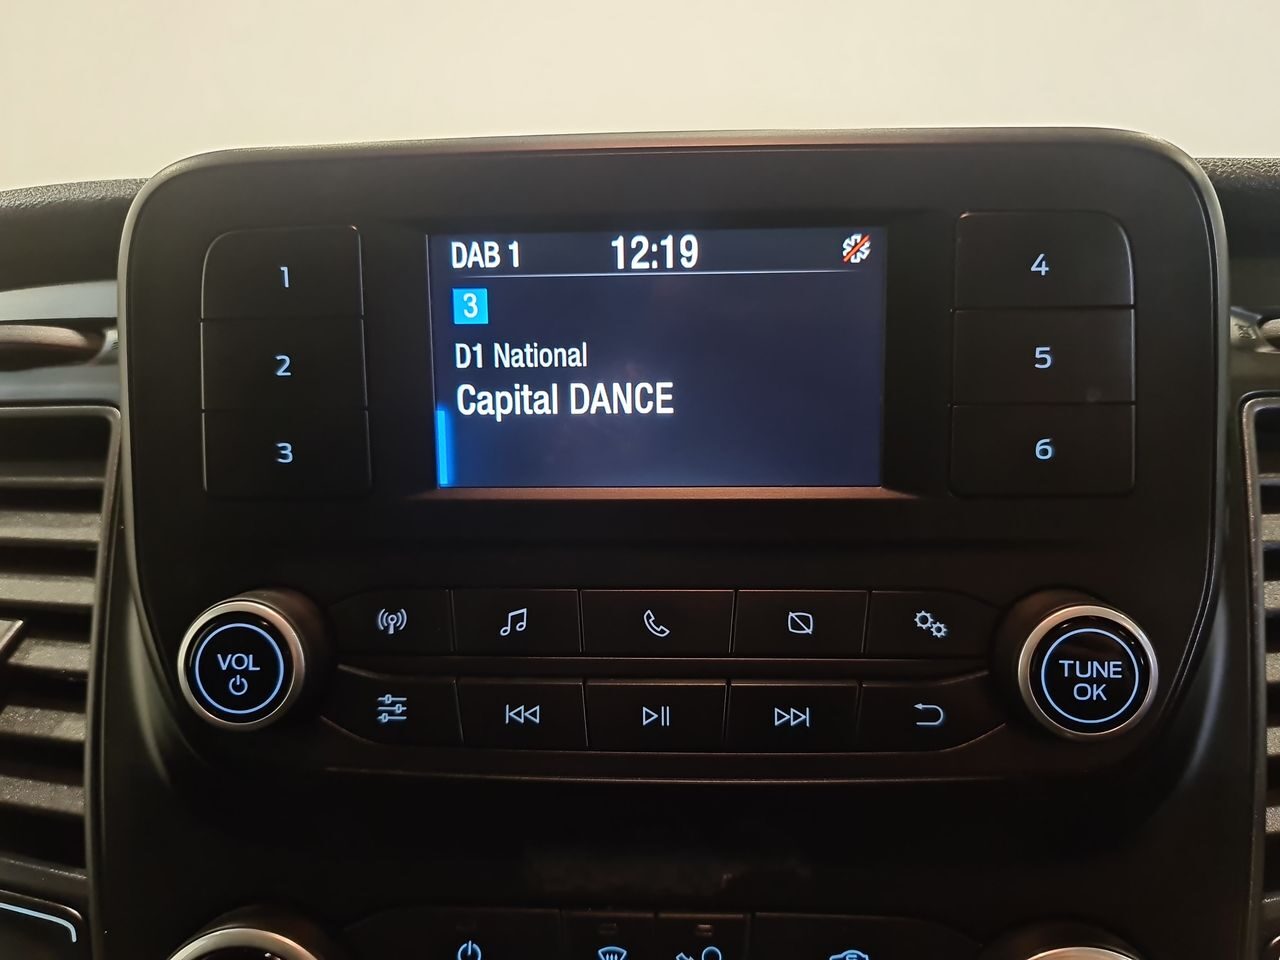 DAB 1 12:19
3
D1 National
Capital DANCE
1
2
3
4
5
6
VOL
TUNE
OK